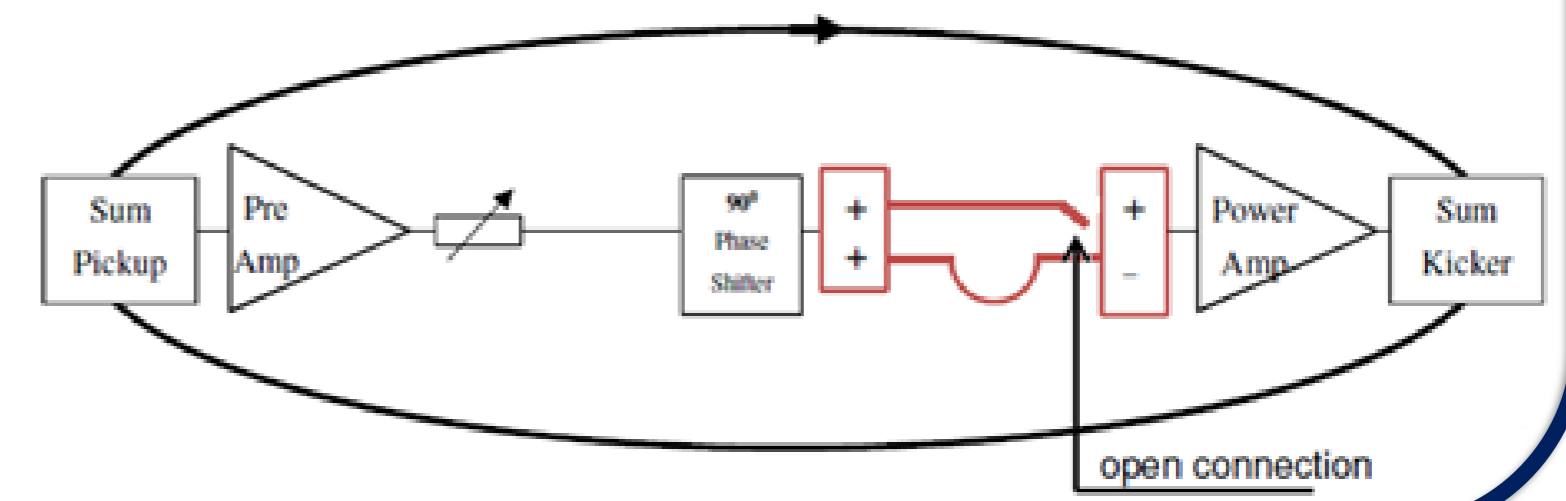 Sum
Pickup
Pre
Amp
90°
Phase
Shifter
+
+
+
–
Power
Amp
Sum
Kicker
open connection